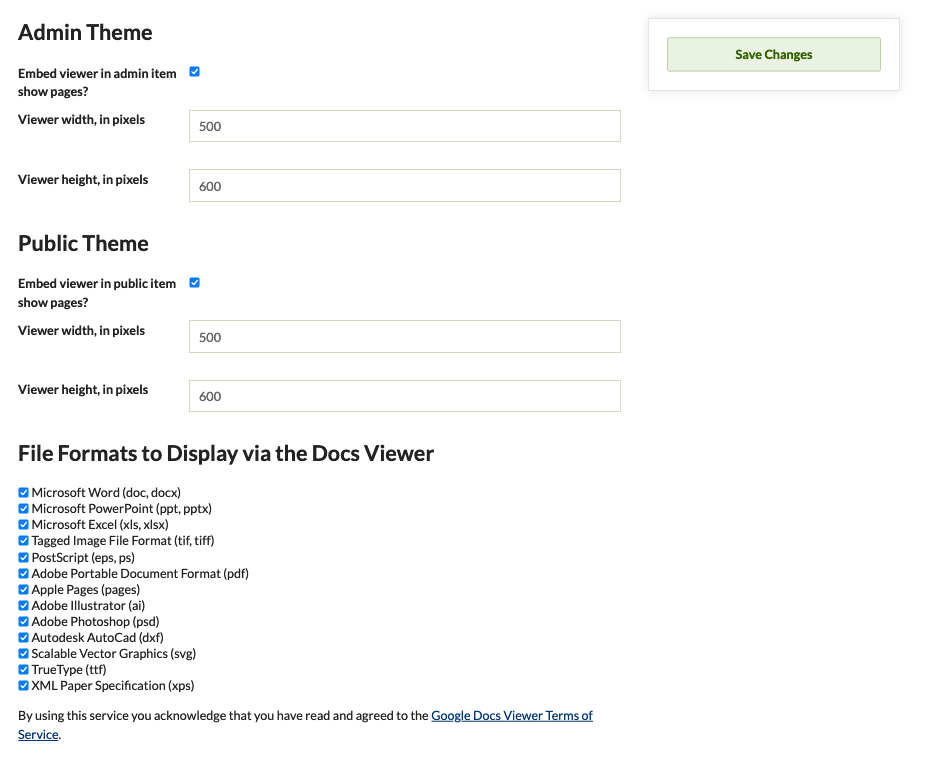 Admin Theme
Save Changes
Embed viewer in admin item
show pages?
Viewer width, in pixels
500
Viewer height, in pixels
600
Public Theme
Embed viewer in public item
show pages?
Viewer width, in pixels
500
Viewer height, in pixels
600
File Formats to Display via the Docs Viewer
Microsoft Word (doc, docx)
Microsoft PowerPoint (ppt, pptx)
Microsoft Excel (xls, xlsx)
Tagged Image File Format (tif, tiff)
PostScript (eps, ps)
Adobe Portable Document Format (pdf)
Apple Pages (pages)
Adobe Illustrator (ai)
Adobe Photoshop (psd)
Autodesk AutoCad (dxf)
Scalable Vector Graphics (svg)
TrueType (ttf)
XML Paper Specification (xps)
By using this service you acknowledge that you have read and agreed to the Google Docs Viewer Terms of
Service.